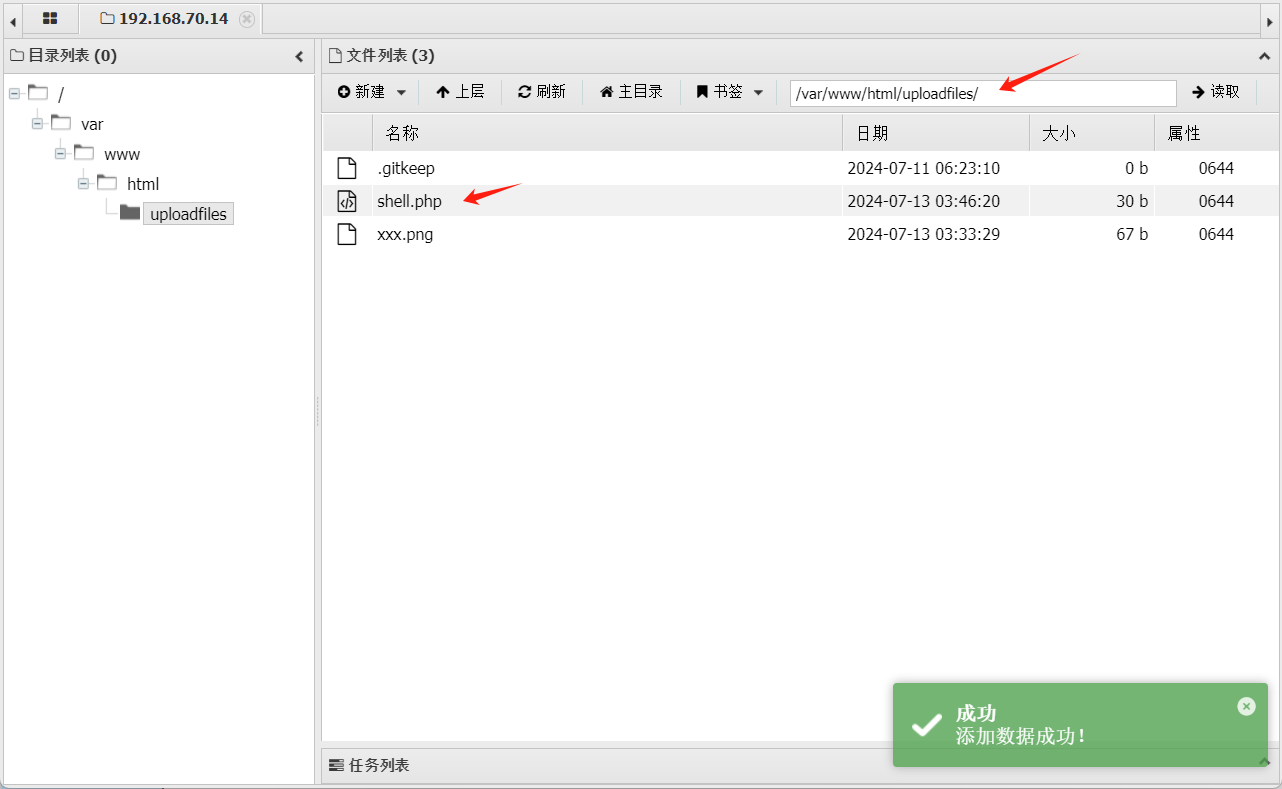 192.168.70.14
目录列表 (0)
文件列表 (3)
新建 上层 刷新 主目录 书签 /var/www/html/uploadfiles/ 读取
/
var
www
html
uploadfiles
名称 日期 大小 属性
.gitkeep 2024-07-11 06:23:10 0 b 0644
shell.php 2024-07-13 03:46:20 30 b 0644
xxx.png 2024-07-13 03:33:29 67 b 0644
成功
添加数据成功!
任务列表